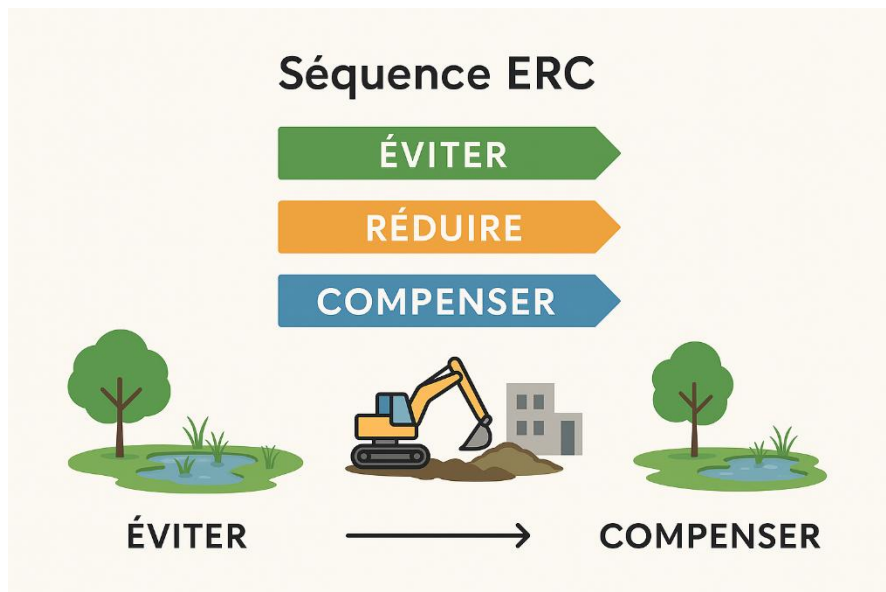 Séquence ERC
ÉVITER
RÉDUIRE
COMPENSER
ÉVITER
COMPENSER